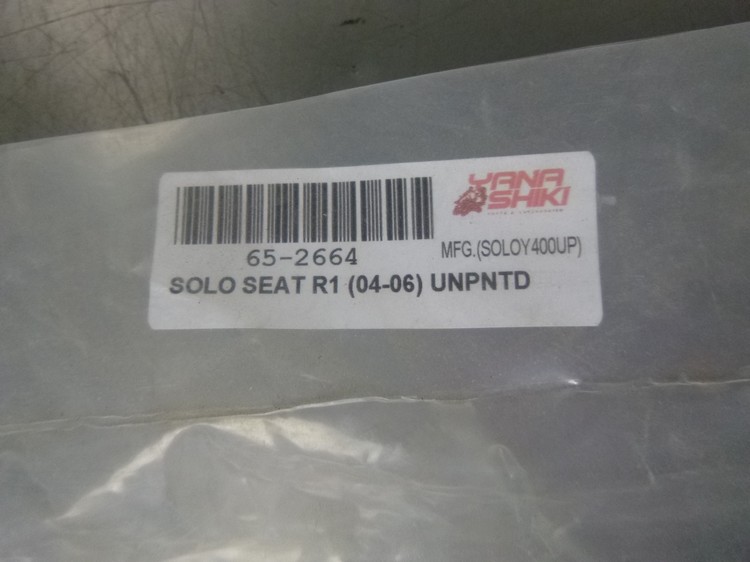 YANA
SHIKI
65-2664
MFG.(SOLOY400UP)
SOLO SEAT R1 (04-06) UNPNTD